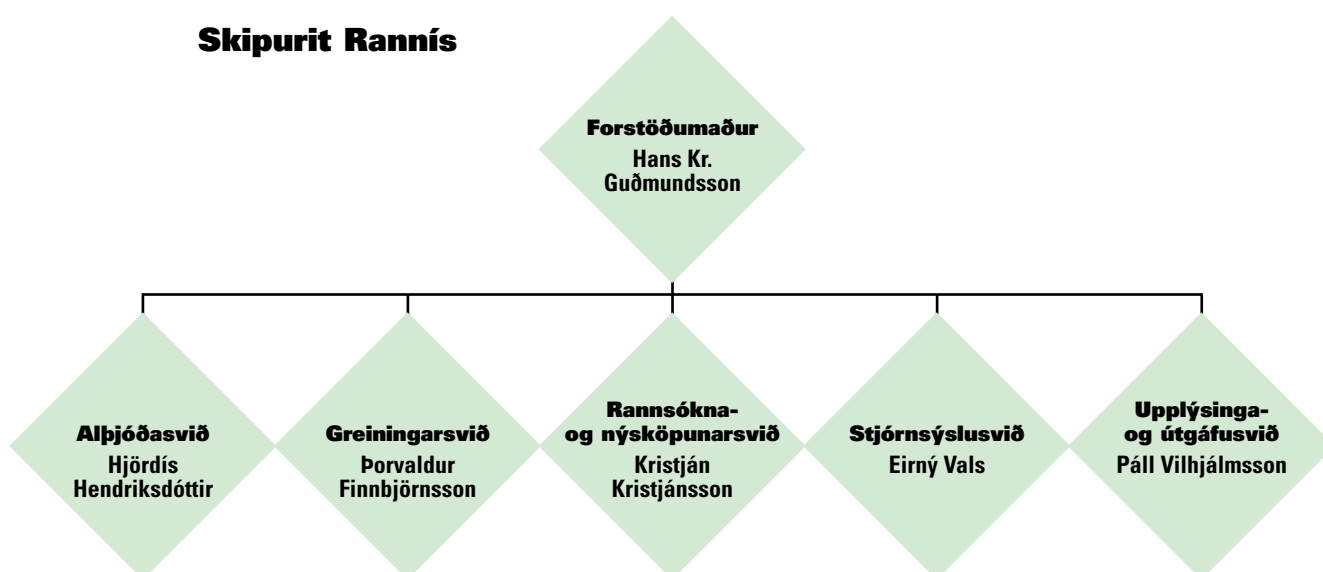 Skipurit Rannís
Forstöðumaður
Hans Kr.
Guðmundsson
Alþjóðasvið
Hjördís
Hendriksdóttir
Greiningarsvið
Þorvaldur
Finnbjörnsson
Rannsókna-
og nýsköpunarsvið
Kristján
Kristjánsson
Stjórnsýslusvið
Eirný Vals
Upplýsinga-
og útgáfusvið
Páll Vilhjálmsson